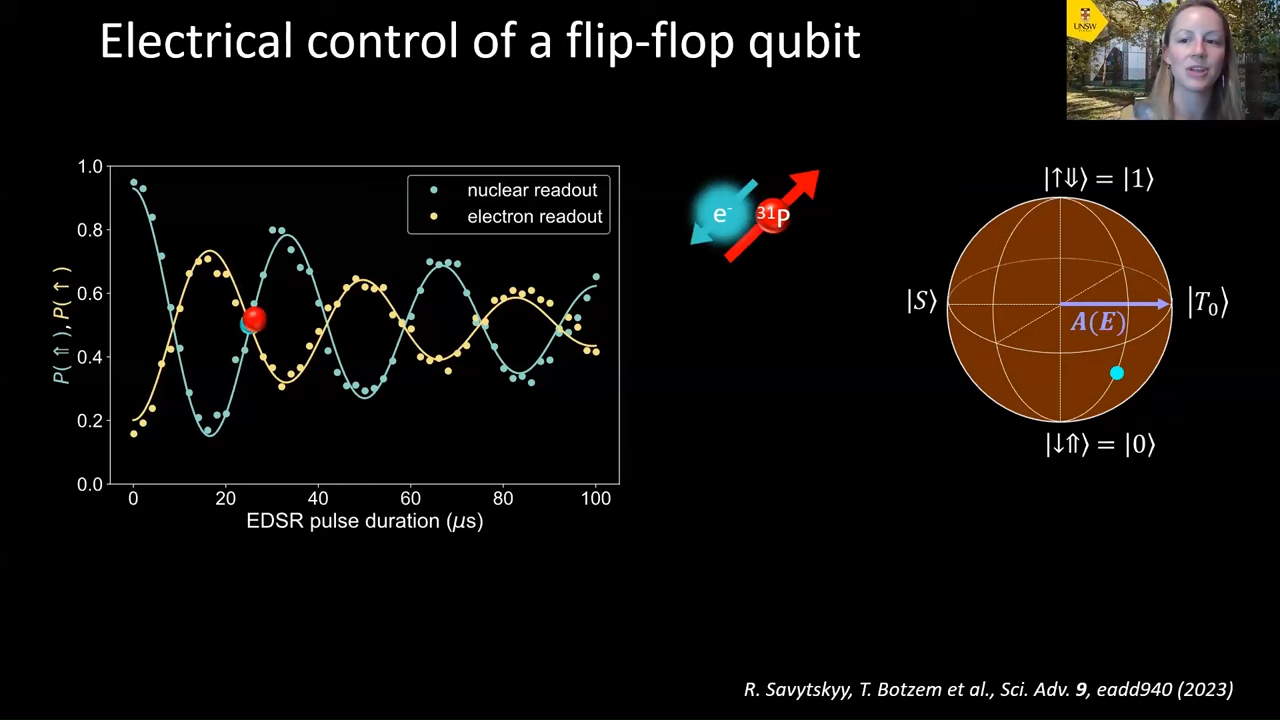 Electrical control of a flip-flop qubit
UNSW
SYDNEY
1.0
0.8
0.6
0.4
0.2
0.0
P(⇑), P(↑)
nuclear readout
electron readout
0 20 40 60 80 100
EDSR pulse duration (μs)
e⁻ ³¹P
|↑⇓⟩ = |1⟩
|S⟩ |T₀⟩
A(E)
|↓⇑⟩ = |0⟩
R. Savytskyy, T. Botzem et al., Sci. Adv. 9, eadd940 (2023)